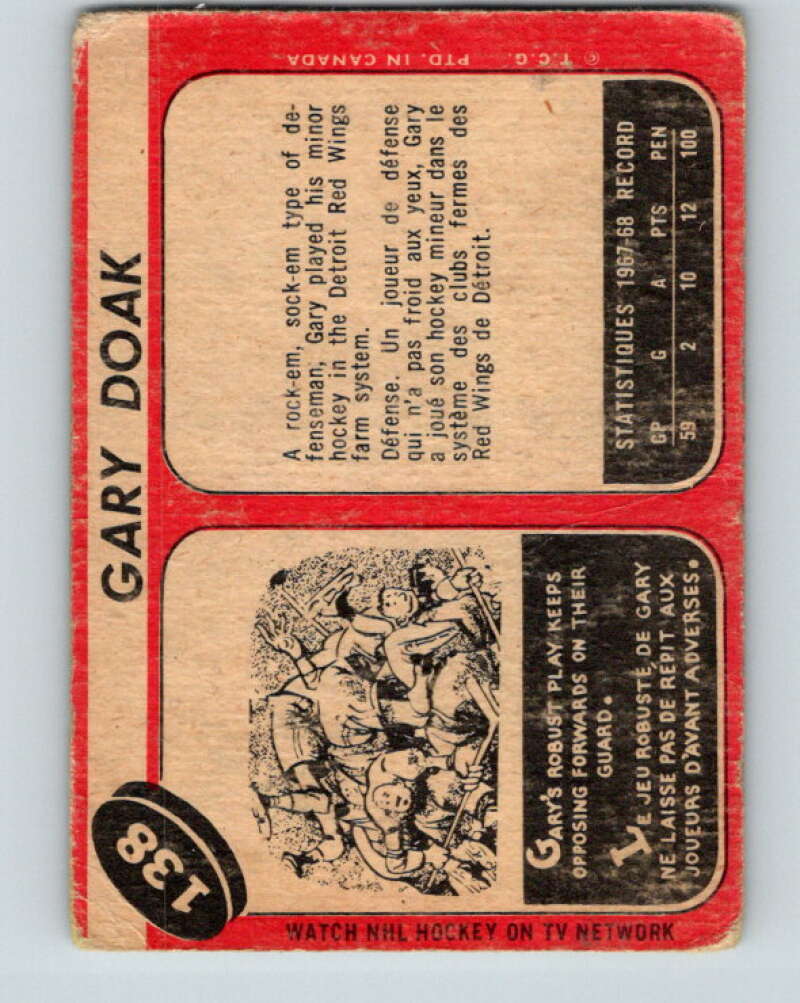 138
GARY DOAK
A rock-em, sock-em type of de-
fenseman, Gary played his minor
hockey in the Detroit Red Wings
farm system.
Défense. Un joueur de défense
qui n'a pas froid aux yeux, Gary
a joué son hockey mineur dans le
système des clubs fermes des
Red Wings de Détroit.
STATISTIQUES 1967-68 RECORD
GP G A PTS PEN
59 2 10 12 100
GARY'S ROBUST PLAY KEEPS
OPPOSING FORWARDS ON THEIR
GUARD.
LE JEU ROBUSTE DE GARY
NE LAISSE PAS DE RÉPIT AUX
JOUEURS D'AVANT ADVERSES.
WATCH NHL HOCKEY ON TV NETWORK
© T.C.G. PTD. IN CANADA